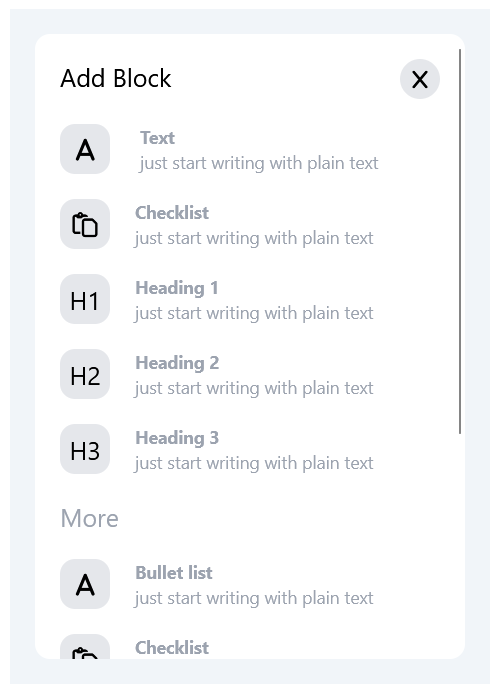 Add Block
X
A
Text
just start writing with plain text
Checklist
just start writing with plain text
H1
Heading 1
just start writing with plain text
H2
Heading 2
just start writing with plain text
H3
Heading 3
just start writing with plain text
More
A
Bullet list
just start writing with plain text
Checklist